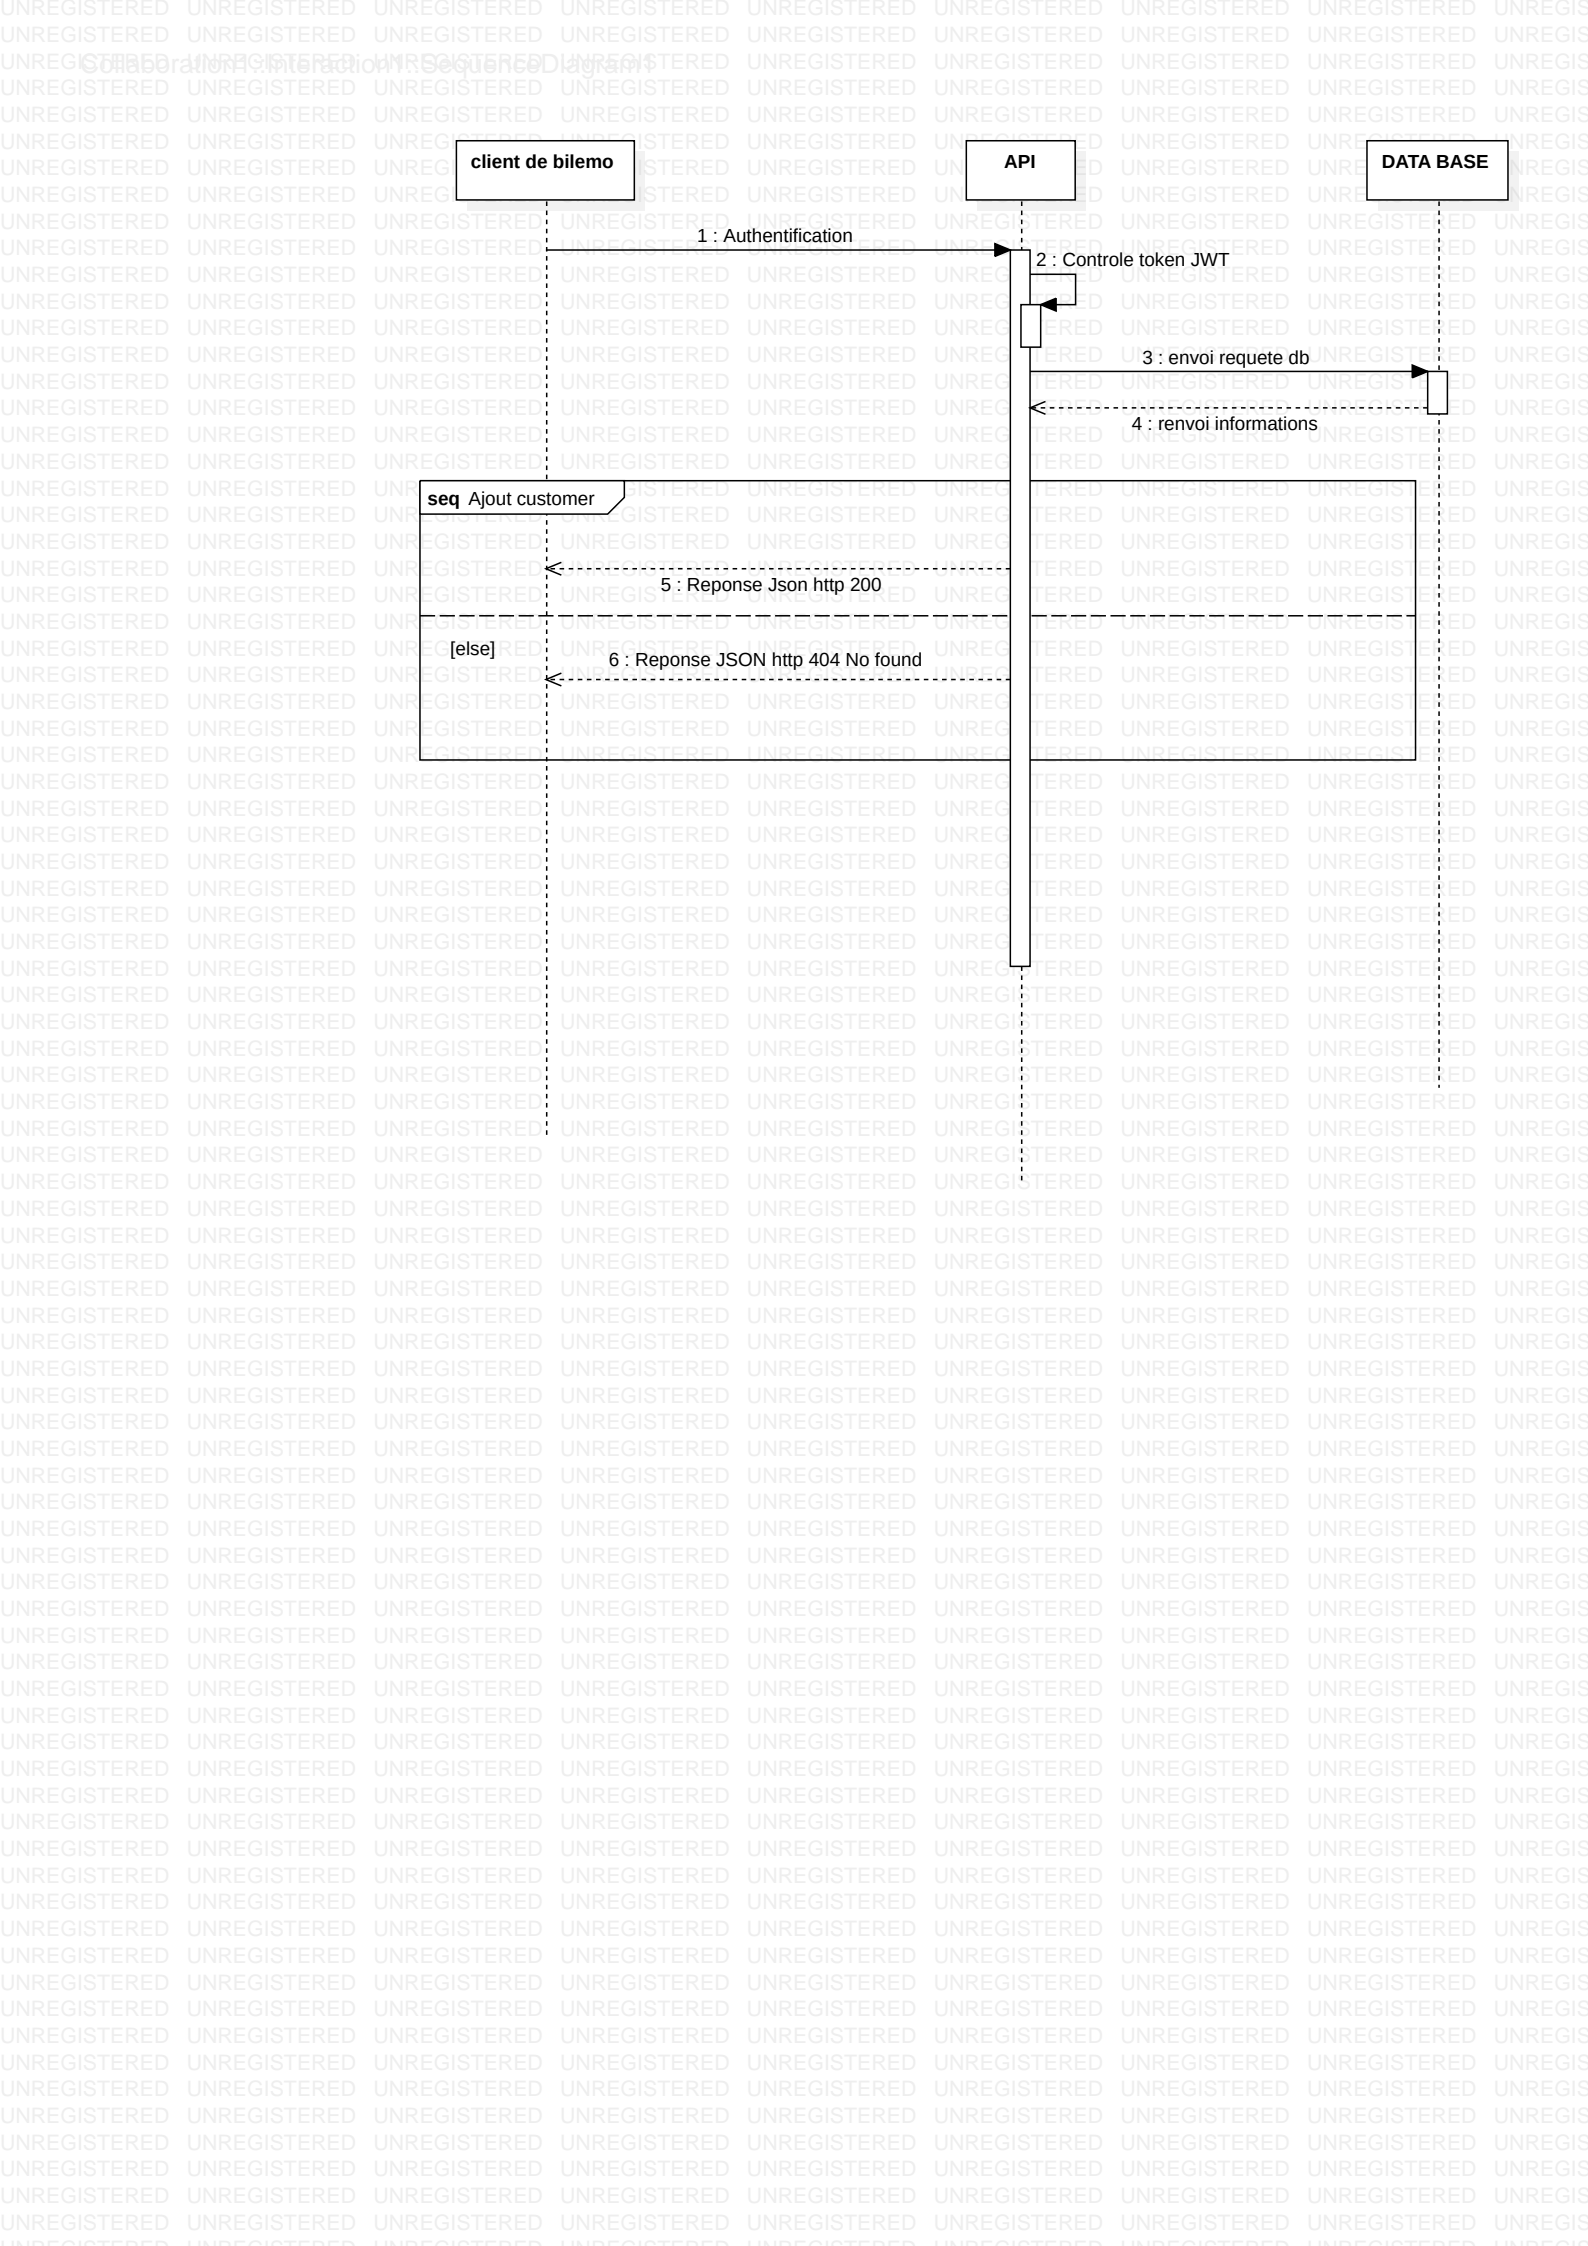 Collaboration1::Interaction1::SequenceDiagram1
client de bilemo
API
DATA BASE
1 : Authentification
2 : Controle token JWT
3 : envoi requete db
4 : renvoi informations
seq Ajout customer
5 : Reponse Json http 200
[else]
6 : Reponse JSON http 404 No found
UNREGISTERED